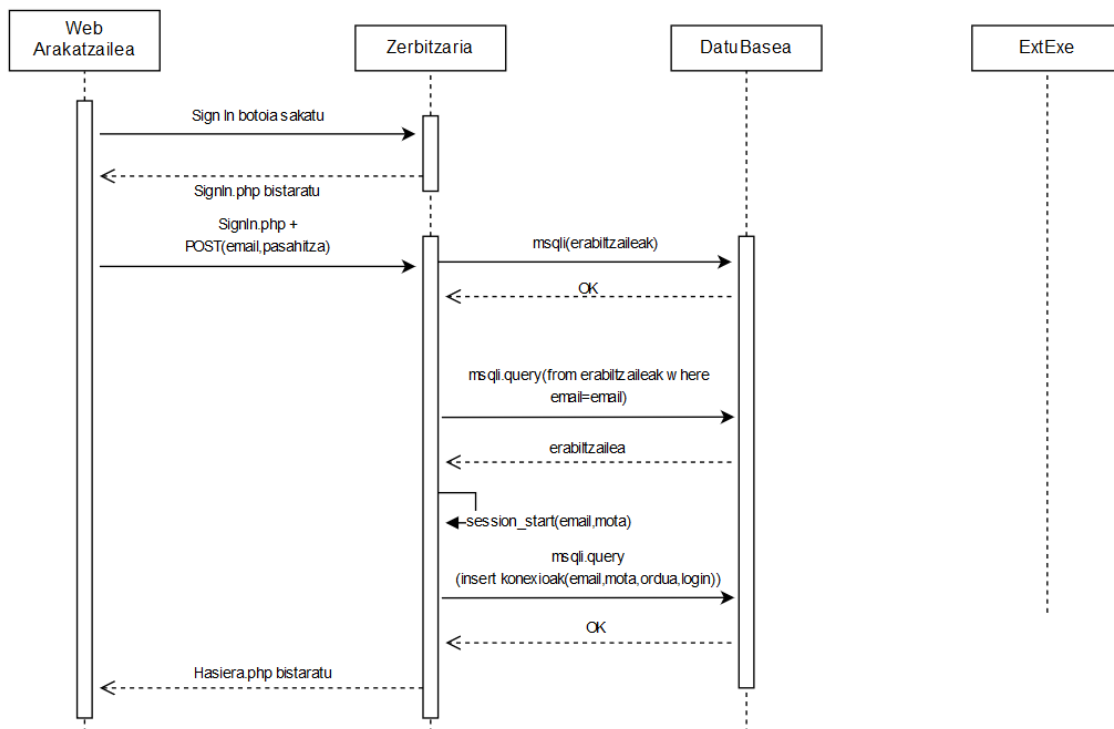 Web
Arakatzailea
Zerbitzaria
DatuBasea
ExtExe
Sign In botoia sakatu
SignIn.php bistaratu
SignIn.php +
POST(email,pasahitza)
msqli(erabiltzaileak)
OK
msqli.query(from erabiltzaileak where
email=email)
erabiltzailea
session_start(email,mota)
msqli.query
(insert konexioak(email,mota,ordua,login))
OK
Hasiera.php bistaratu